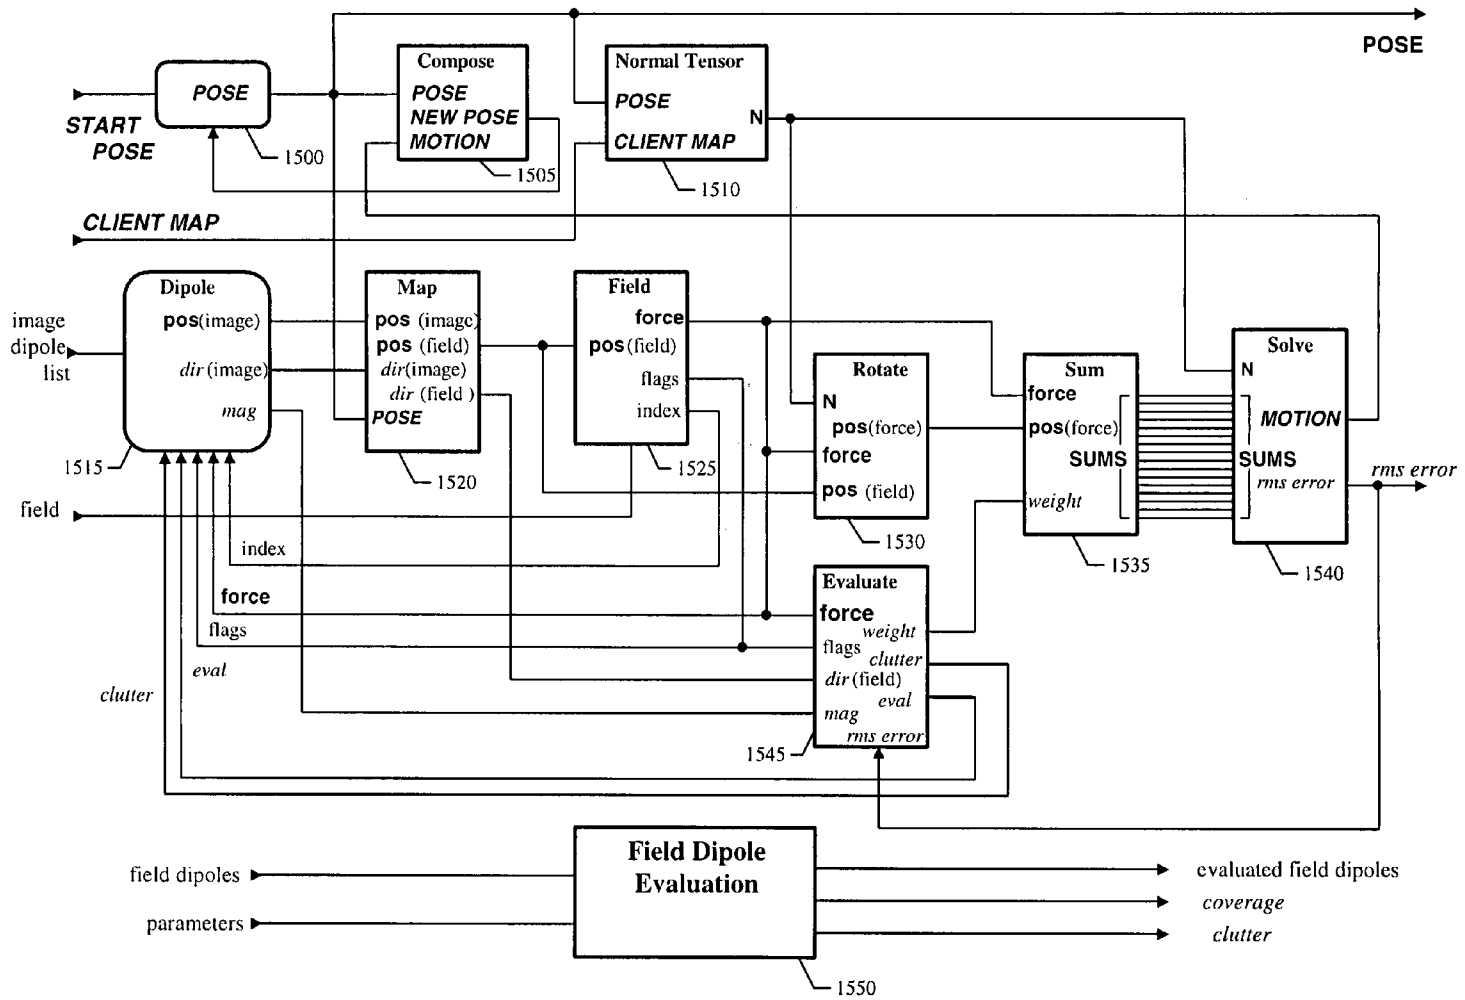 POSE
START
POSE
POSE
1500
Compose
POSE
NEW POSE
MOTION
1505
Normal Tensor
POSE
N
CLIENT MAP
1510
CLIENT MAP
image
dipole
list
Dipole
pos(image)
dir(image)
mag
1515
Map
pos (image)
pos (field)
dir(image)
dir (field )
POSE
1520
Field
force
pos(field)
flags
index
1525
Rotate
N
pos(force)
force
pos (field)
1530
Sum
force
pos(force)
SUMS
weight
1535
Solve
N
MOTION
SUMS
rms error
1540
rms error
field
index
force
flags
eval
clutter
Evaluate
force
weight
flags
clutter
dir(field)
eval
mag
rms error
1545
Field Dipole
Evaluation
field dipoles
parameters
evaluated field dipoles
coverage
clutter
1550